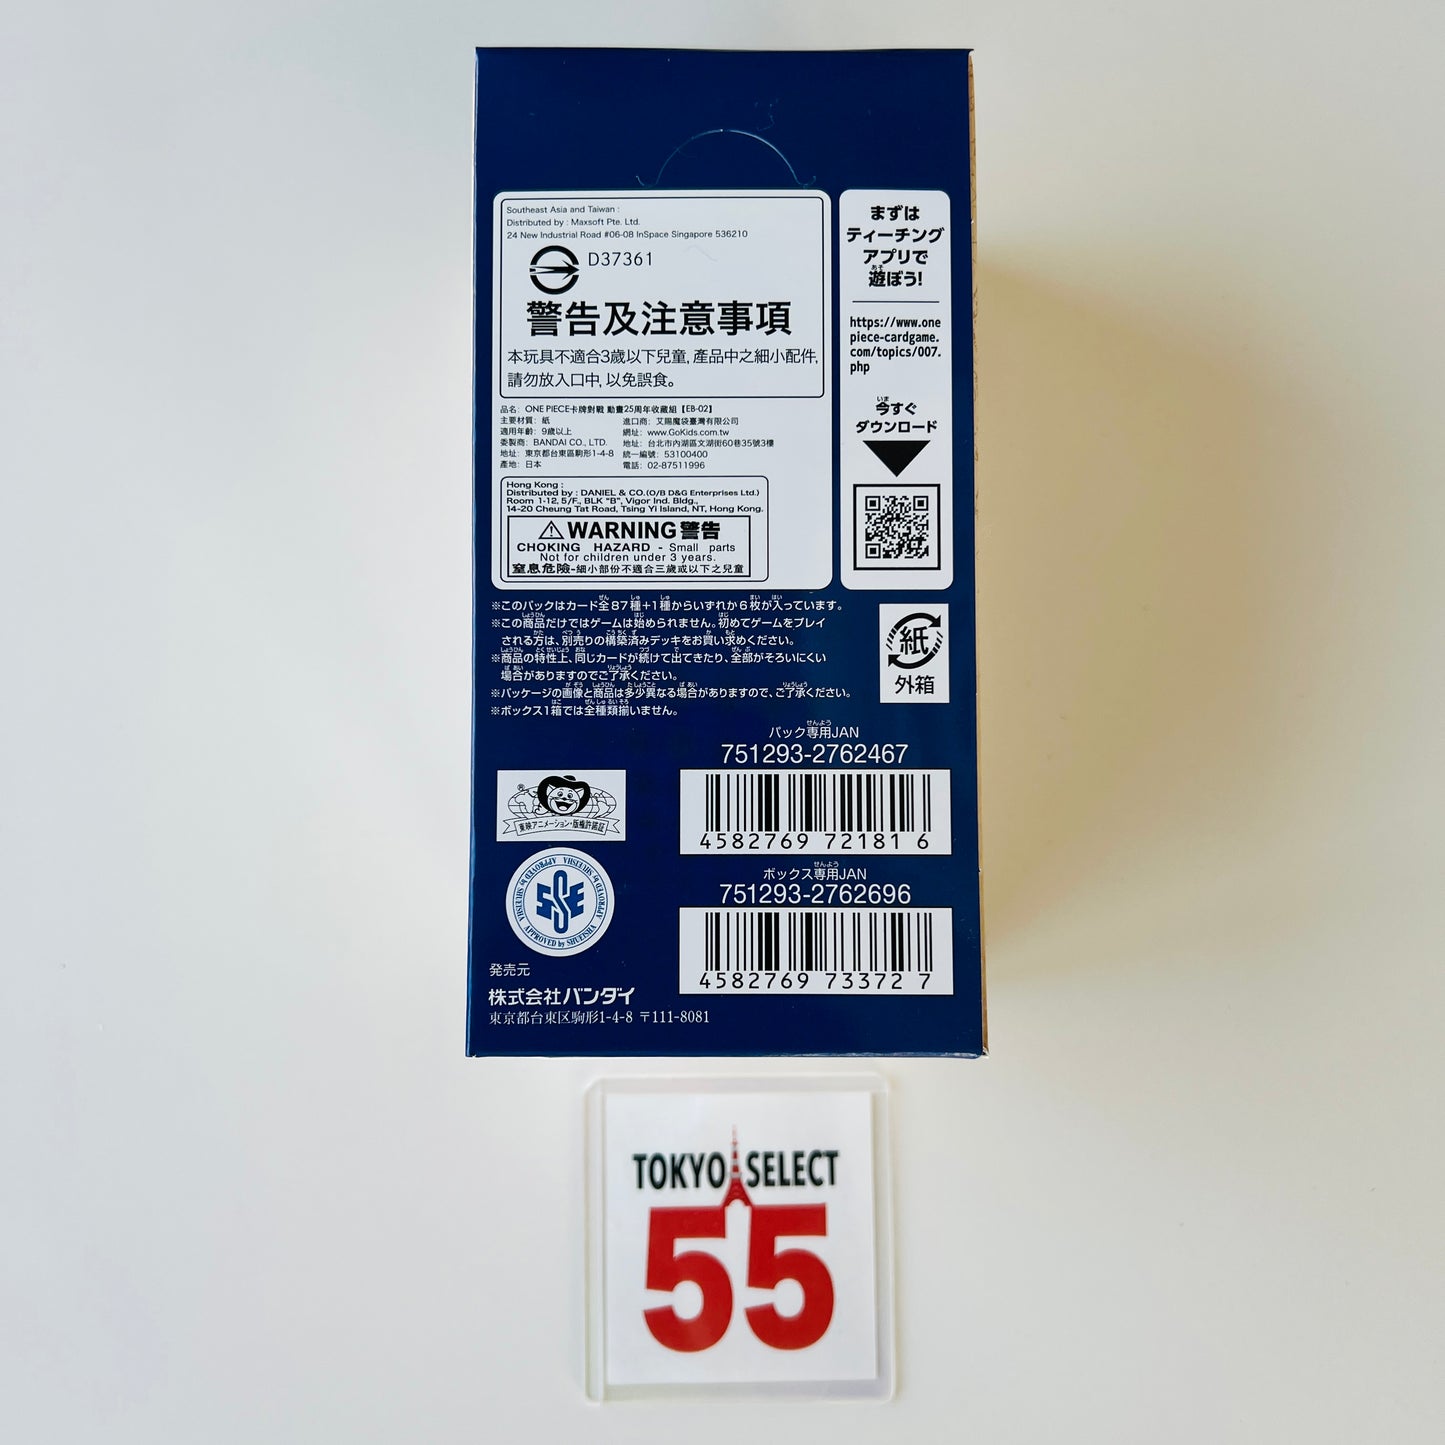 Southeast Asia and Taiwan :
Distributed by : Maxsoft Pte. Ltd.
24 New Industrial Road #06-08 InSpace Singapore 536210
D37361
警告及注意事項
本玩具不適合3歲以下兒童, 產品中之細小配件,
請勿放入口中, 以免誤食。
品名: ONE PIECE卡牌對戰 動畫25周年收藏組【EB-02】
主要材質: 紙
適用年齡: 9歲以上
委製商: BANDAI CO., LTD.
地址: 東京都台東區駒形1-4-8
產地: 日本
進口商: 艾賜魔袋臺灣有限公司
網址: www.GoKids.com.tw
地址: 台北市內湖區文湖街60巷35號3樓
統一編號: 53100400
電話: 02-87511996
Hong Kong :
Distributed by : DANIEL & CO.(O/B D&G Enterprises Ltd.)
Room 1-12, 5/F., BLK "B", Vigor Ind. Bldg.,
14-20 Cheung Tat Road, Tsing Yi Island, NT, Hong Kong.
WARNING 警告
CHOKING HAZARD - Small parts
Not for children under 3 years.
窒息危險-細小部份不適合三歲或以下之兒童
まずは
ティーチング
アプリで
遊ぼう!
https://www.one
piece-cardgame.
com/topics/007.
php
今すぐ
ダウンロード
※このパックはカード全87種+1種からいずれか6枚が入っています。
※この商品だけではゲームは始められません。初めてゲームをプレイ
される方は、別売りの構築済みデッキをお買い求めください。
※商品の特性上、同じカードが続けて出てきたり、全部がそろいにくい
場合がありますのでご了承ください。
※パッケージの画像と商品は多少異なる場合がありますので、ご了承ください。
※ボックス1箱では全種類揃いません。
紙
外箱
パック専用JAN
751293-2762467
4582769 72181 6
ボックス専用JAN
751293-2762696
4582769 73372 7
東映アニメーション・版権許諾証
APPROVED by SHUEISHA
発売元
株式会社バンダイ
東京都台東区駒形1-4-8 〒111-8081
TOKYO SELECT
55